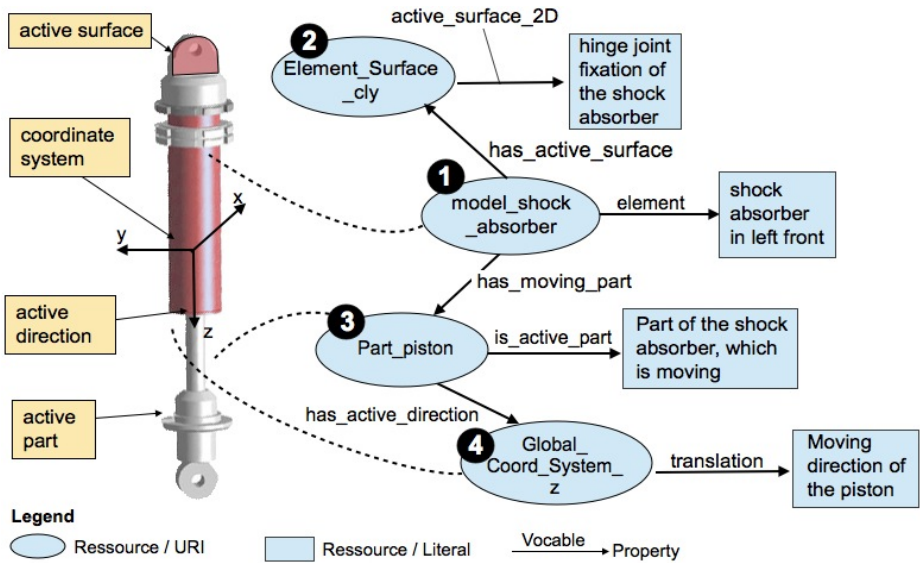 active surface
coordinate
system
active
direction
active
part
x
y
z
2
Element_Surface
_cly
active_surface_2D
hinge joint
fixation of
the shock
absorber
has_active_surface
1
model_shock
_absorber
element
shock
absorber
in left front
has_moving_part
3
Part_piston
is_active_part
Part of the shock
absorber, which
is moving
has_active_direction
4
Global_
Coord_System_
z
translation
Moving
direction of
the piston
Legend
Ressource / URI
Ressource / Literal
Vocable
Property